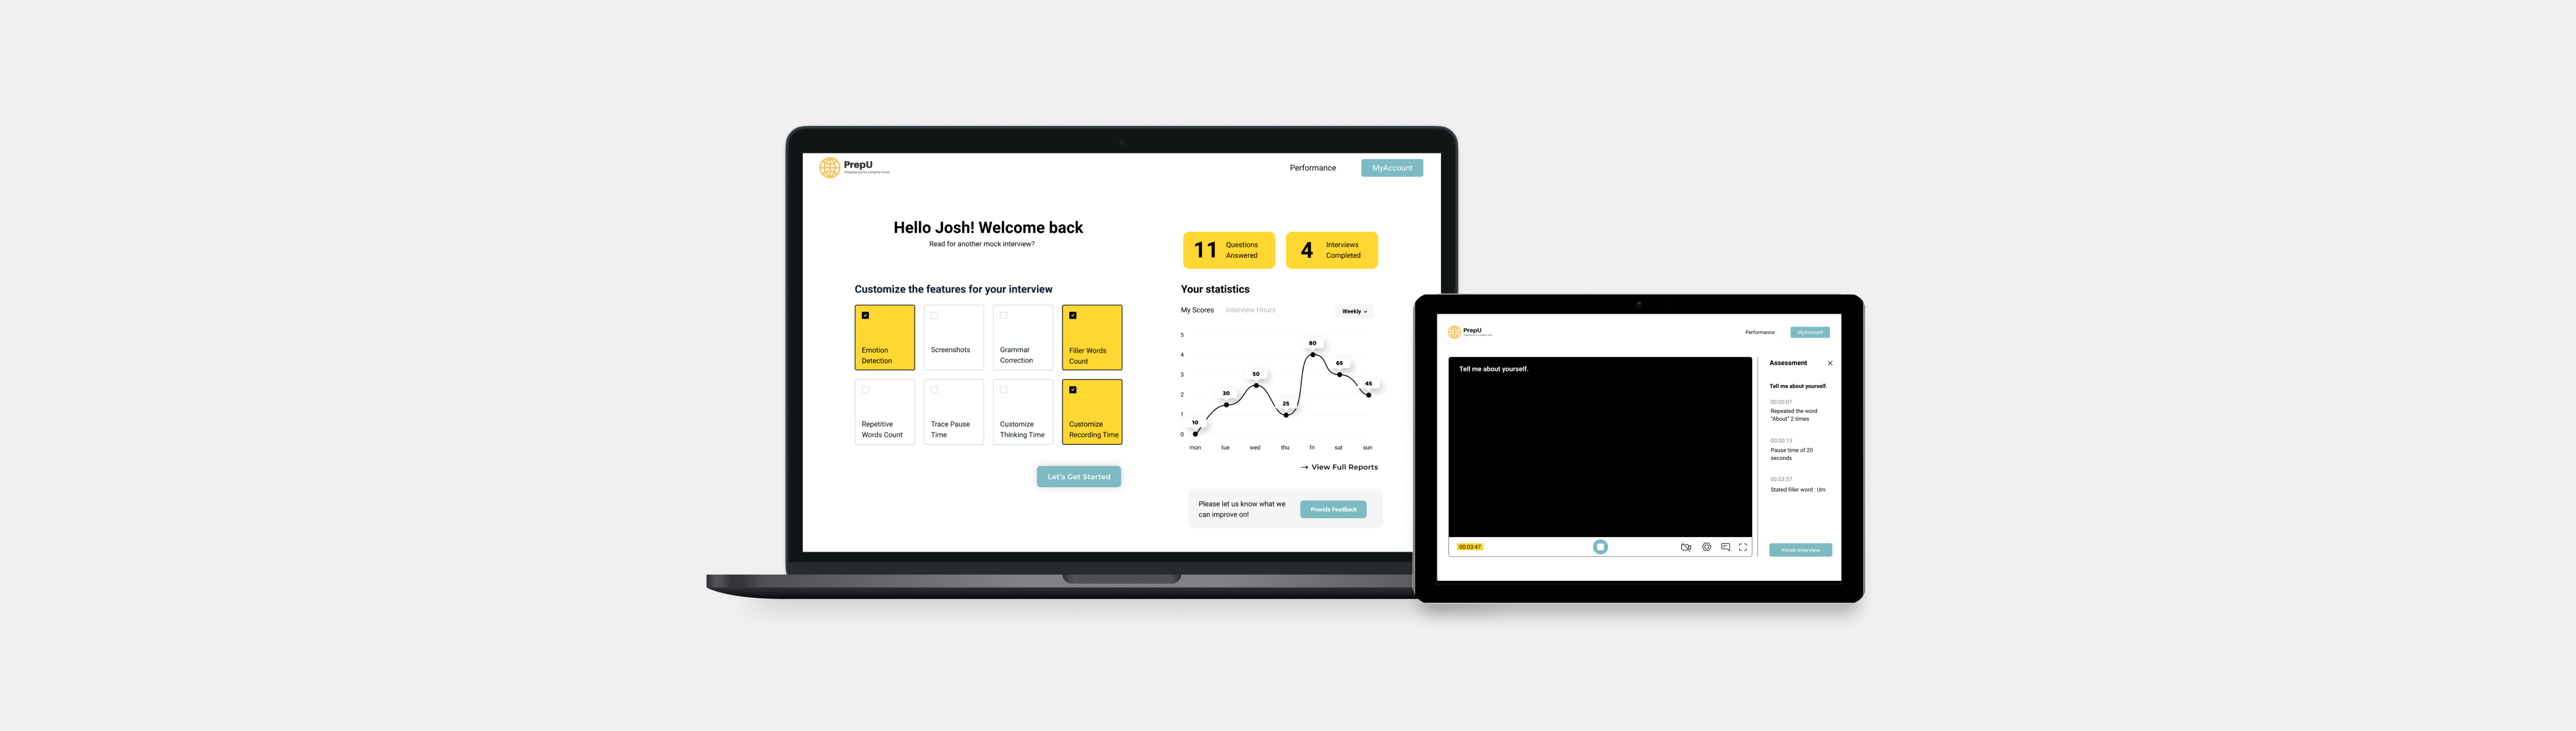 PrepU
Performance
MyAccount
Hello Josh! Welcome back
Read for another mock interview?
Customize the features for your interview
Emotion
Detection
Screenshots
Grammar
Correction
Filler Words
Count
Repetitive
Words Count
Trace Pause
Time
Customize
Thinking Time
Customize
Recording Time
Let's Get Started
11
Questions
Answered
4
Interviews
Completed
Your statistics
My Scores
Interview Hours
Weekly
5
4
3
2
1
0
10
30
50
25
80
65
45
mon
tue
wed
thu
fri
sat
sun
→ View Full Reports
Please let us know what we
can improve on!
Provide Feedback
PrepU
Performance
MyAccount
Tell me about yourself.
00:03:47
Assessment
Tell me about yourself.
00:00:07
Repeated the word
"About" 2 times
00:00:13
Pause time of 20
seconds
00:03:37
Stated filler word : Um
Finish Interview